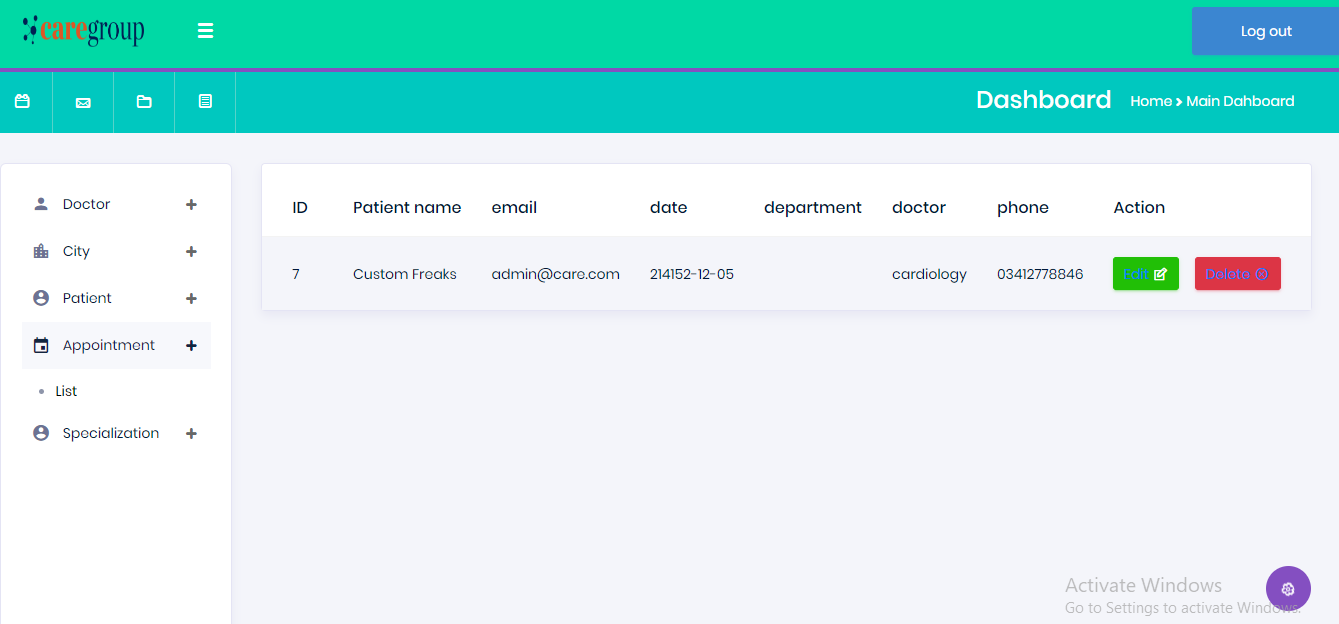 caregroup
Log out
Dashboard Home > Main Dahboard
Doctor
City
Patient
Appointment
List
Specialization
ID Patient name email date department doctor phone Action
7 Custom Freaks admin@care.com 214152-12-05 cardiology 03412778846 Edit Delete
Activate Windows
Go to Settings to activate Windows.